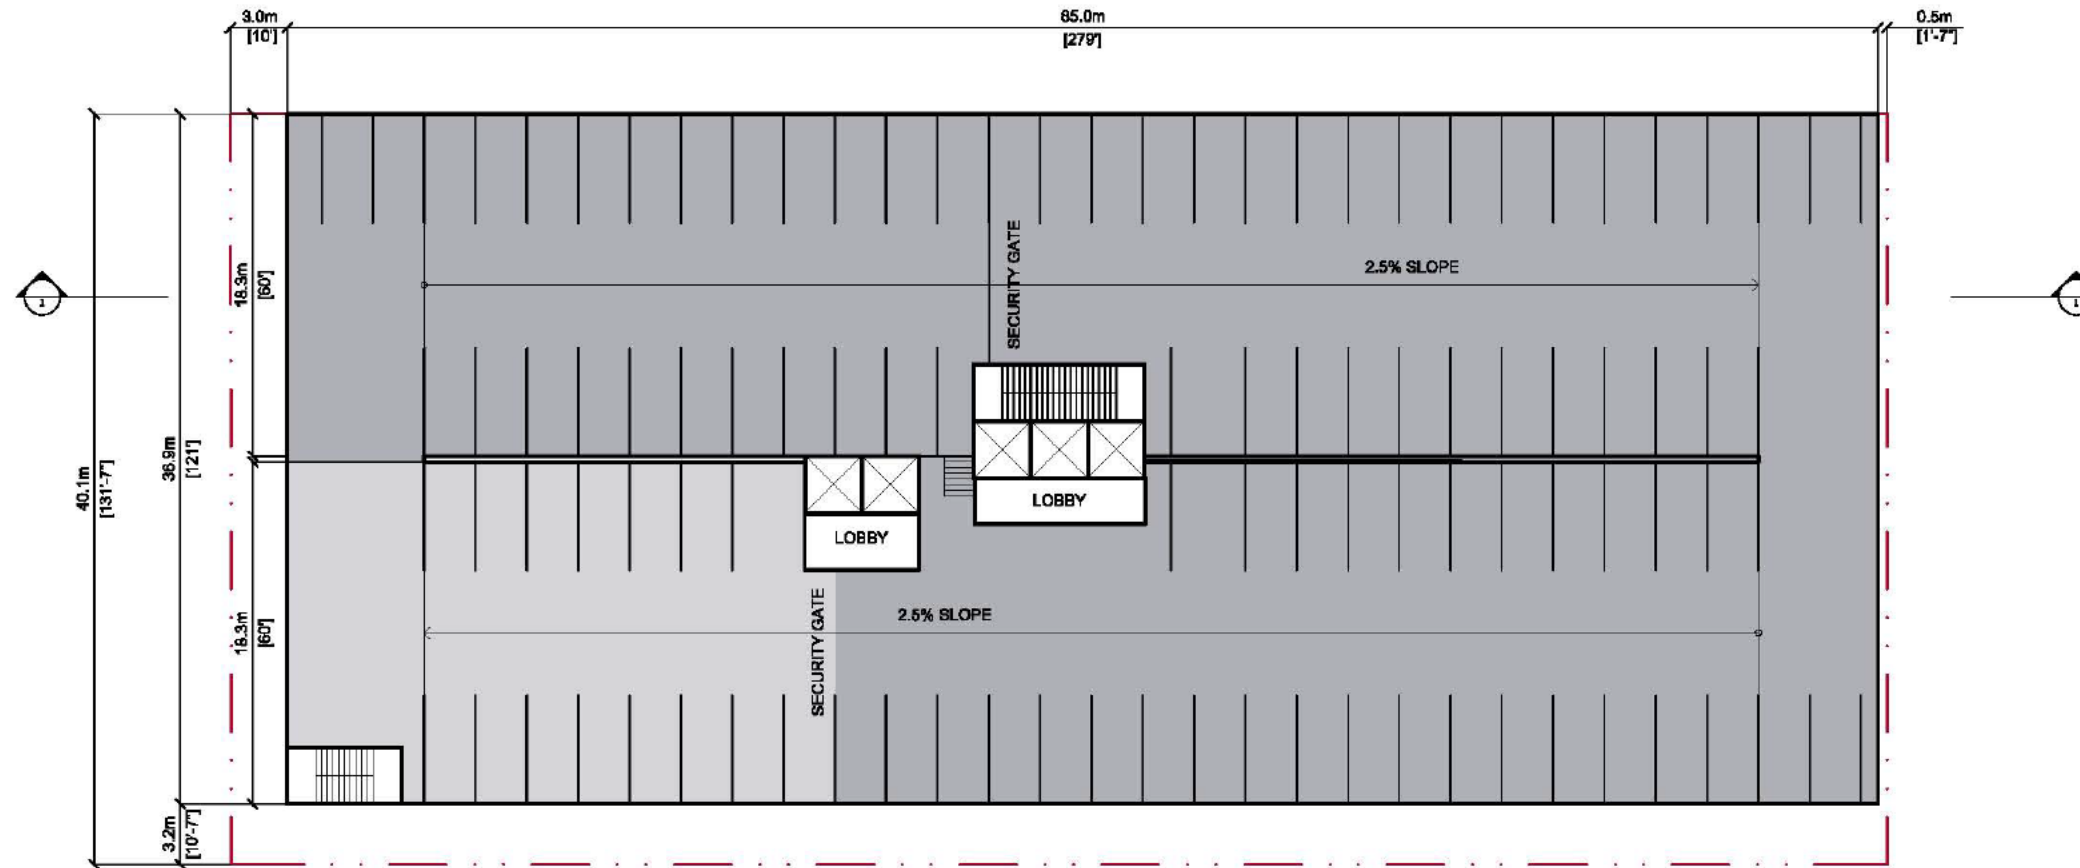 3.0m
[10']
85.0m
[279']
0.5m
[1'-7"]
SECURITY GATE
2.5% SLOPE
18.3m
[60']
1
1
36.9m
[121']
40.1m
[131'-7"]
LOBBY
LOBBY
SECURITY GATE
2.5% SLOPE
18.3m
[60']
3.2m
[10'-7"]